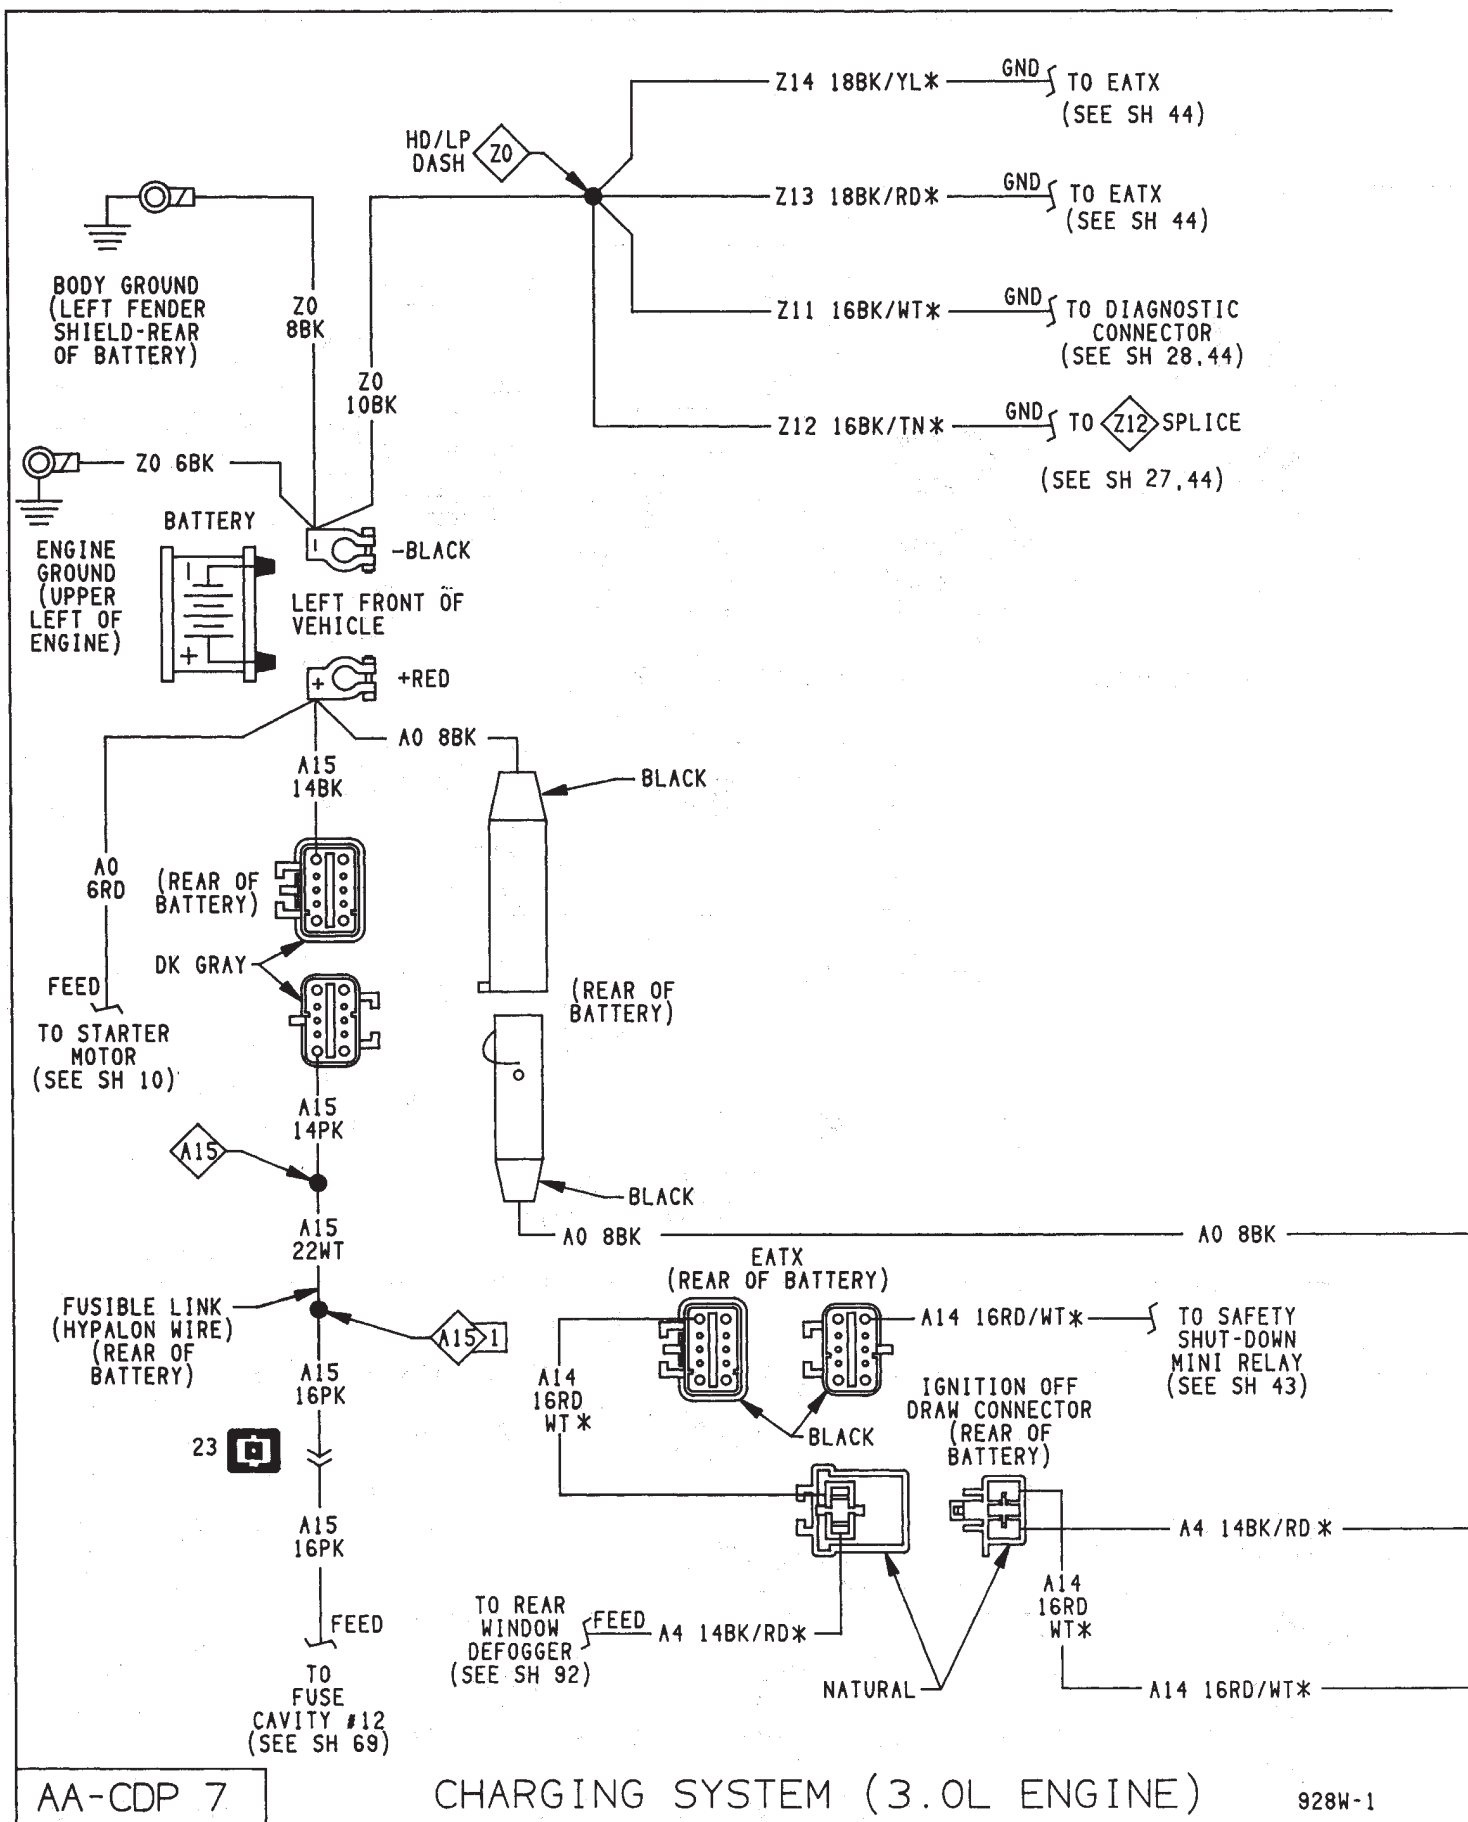 Z14 18BK/YL* GND TO EATX
(SEE SH 44)
HD/LP
DASH
Z0
Z13 18BK/RD* GND TO EATX
(SEE SH 44)
BODY GROUND
(LEFT FENDER
SHIELD-REAR
OF BATTERY)
Z0
8BK
Z11 16BK/WT* GND TO DIAGNOSTIC
CONNECTOR
(SEE SH 28,44)
Z0
10BK
Z12 16BK/TN* GND TO Z12 SPLICE
(SEE SH 27,44)
Z0 6BK
BATTERY
ENGINE
GROUND
(UPPER
LEFT OF
ENGINE)
-
+
-
-BLACK
LEFT FRONT OF
VEHICLE
+
+RED
A0 8BK
A15
14BK
BLACK
A0
6RD
(REAR OF
BATTERY)
DK GRAY
FEED
TO STARTER
MOTOR
(SEE SH 10)
(REAR OF
BATTERY)
A15
14PK
A15
BLACK
A15
22WT
A0 8BK
A0 8BK
EATX
(REAR OF BATTERY)
FUSIBLE LINK
(HYPALON WIRE)
(REAR OF
BATTERY)
A15 1
A14 16RD/WT*
TO SAFETY
SHUT-DOWN
MINI RELAY
(SEE SH 43)
A15
16PK
A14
16RD
WT*
BLACK
IGNITION OFF
DRAW CONNECTOR
(REAR OF
BATTERY)
23
A15
16PK
A4 14BK/RD*
A14
16RD
WT*
FEED
TO
FUSE
CAVITY #12
(SEE SH 69)
TO REAR
WINDOW
DEFOGGER
(SEE SH 92)
FEED A4 14BK/RD*
NATURAL
A14 16RD/WT*
AA-CDP 7
CHARGING SYSTEM (3.0L ENGINE)
928W-1